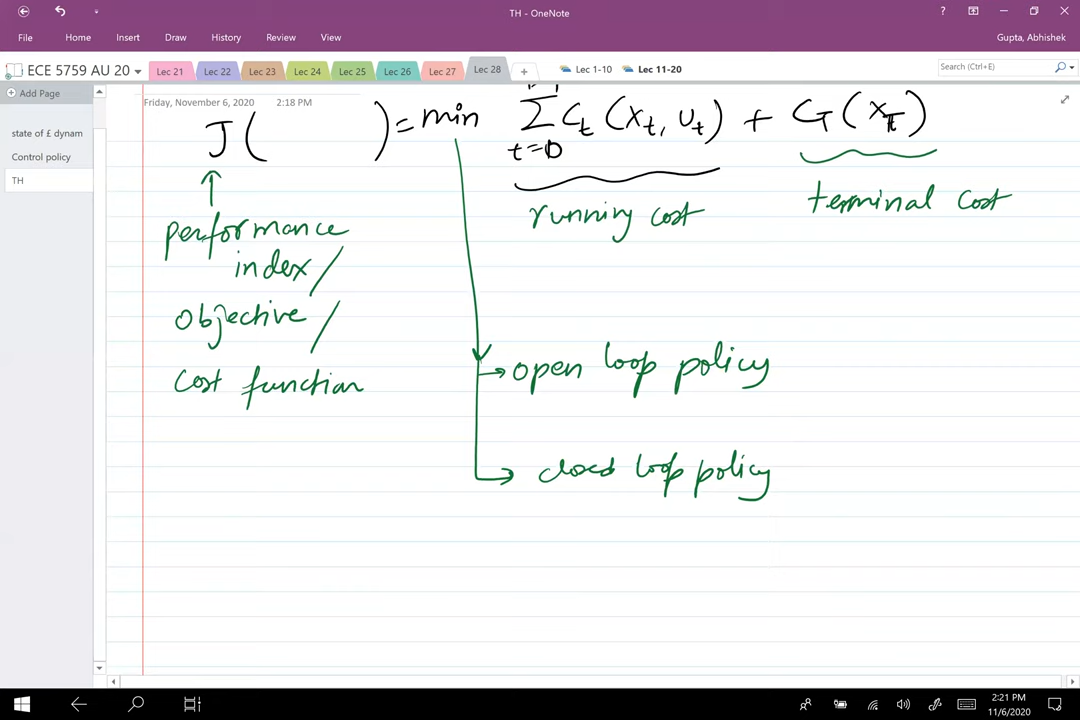 TH - OneNote
File Home Insert Draw History Review View
Gupta, Abhishek
ECE 5759 AU 20
Lec 21 Lec 22 Lec 23 Lec 24 Lec 25 Lec 26 Lec 27 Lec 28 + Lec 1-10 Lec 11-20
Search (Ctrl+E)
Add Page
state of £ dynam
Control policy
TH
Friday, November 6, 2020 2:18 PM
J ( ) = min Σ t=0 Ct (Xt, Ut) + CT (XT)
running cost
terminal cost
performance
index /
objective /
cost function
open loop policy
closed loop policy
2:21 PM
11/6/2020